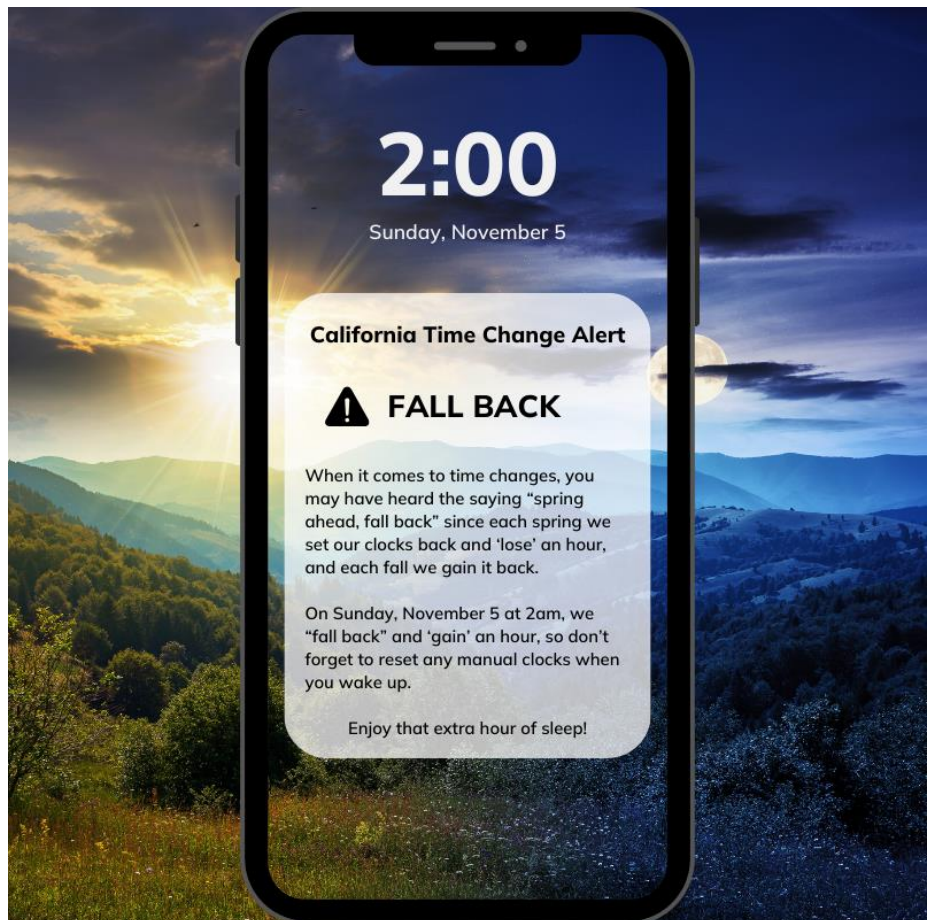 2:00
Sunday, November 5
California Time Change Alert
FALL BACK
When it comes to time changes, you
may have heard the saying “spring
ahead, fall back” since each spring we
set our clocks back and ‘lose’ an hour,
and each fall we gain it back.
On Sunday, November 5 at 2am, we
“fall back” and ‘gain’ an hour, so don’t
forget to reset any manual clocks when
you wake up.
Enjoy that extra hour of sleep!